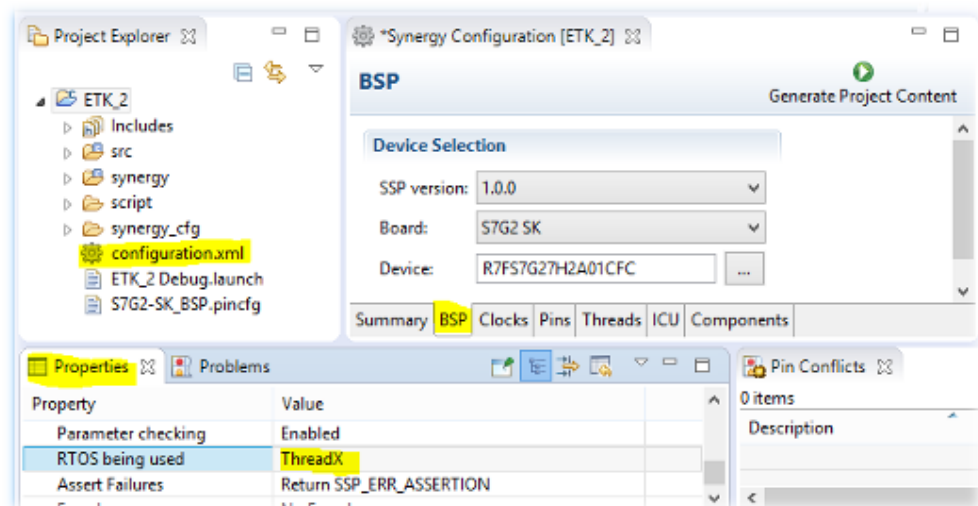 Project Explorer
ETK_2
Includes
src
synergy
script
synergy_cfg
configuration.xml
ETK_2 Debug.launch
S7G2-SK_BSP.pincfg
*Synergy Configuration [ETK_2]
BSP
Generate Project Content
Device Selection
SSP version: 1.0.0
Board: S7G2 SK
Device: R7FS7G27H2A01CFC ...
Summary BSP Clocks Pins Threads ICU Components
Properties Problems
Property Value
Parameter checking Enabled
RTOS being used ThreadX
Assert Failures Return SSP_ERR_ASSERTION
Pin Conflicts
0 items
Description